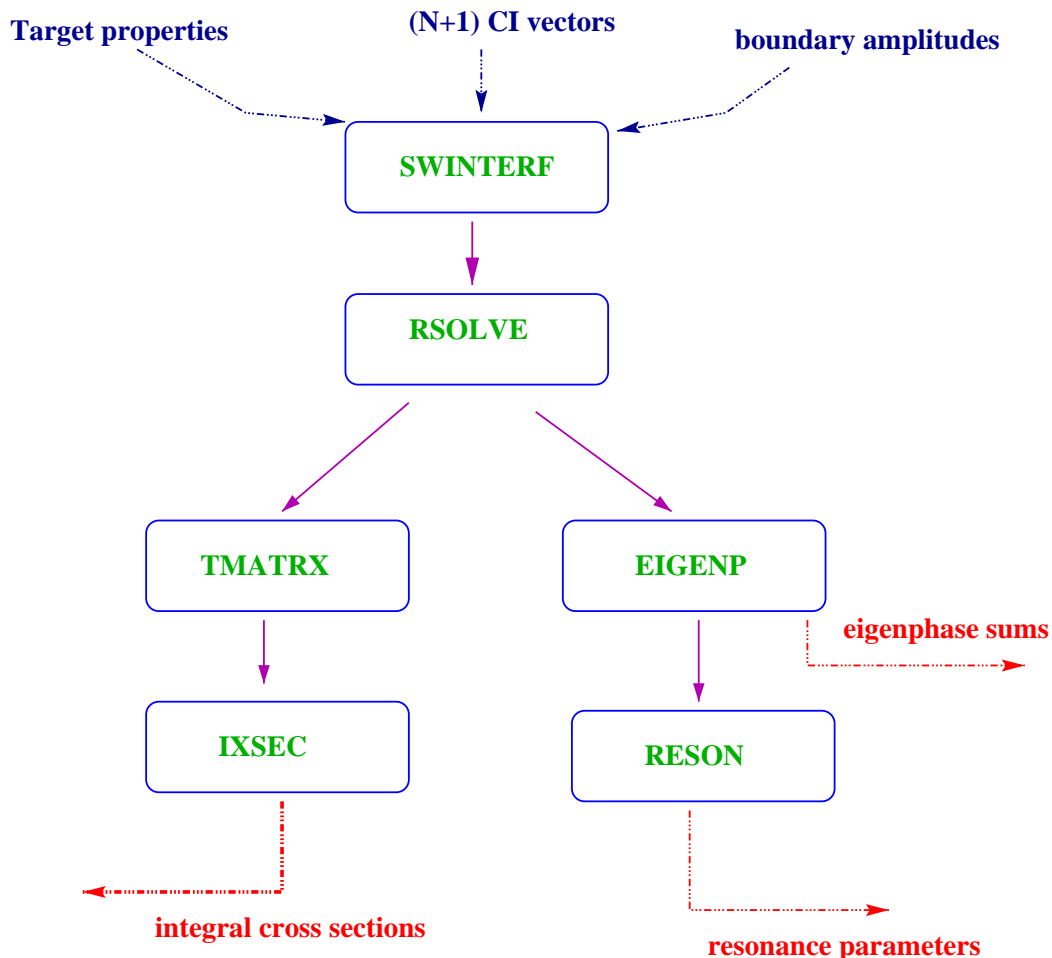 Target properties
(N+1) CI vectors
boundary amplitudes
SWINTERF
RSOLVE
TMATRX
EIGENP
eigenphase sums
IXSEC
RESON
integral cross sections
resonance parameters